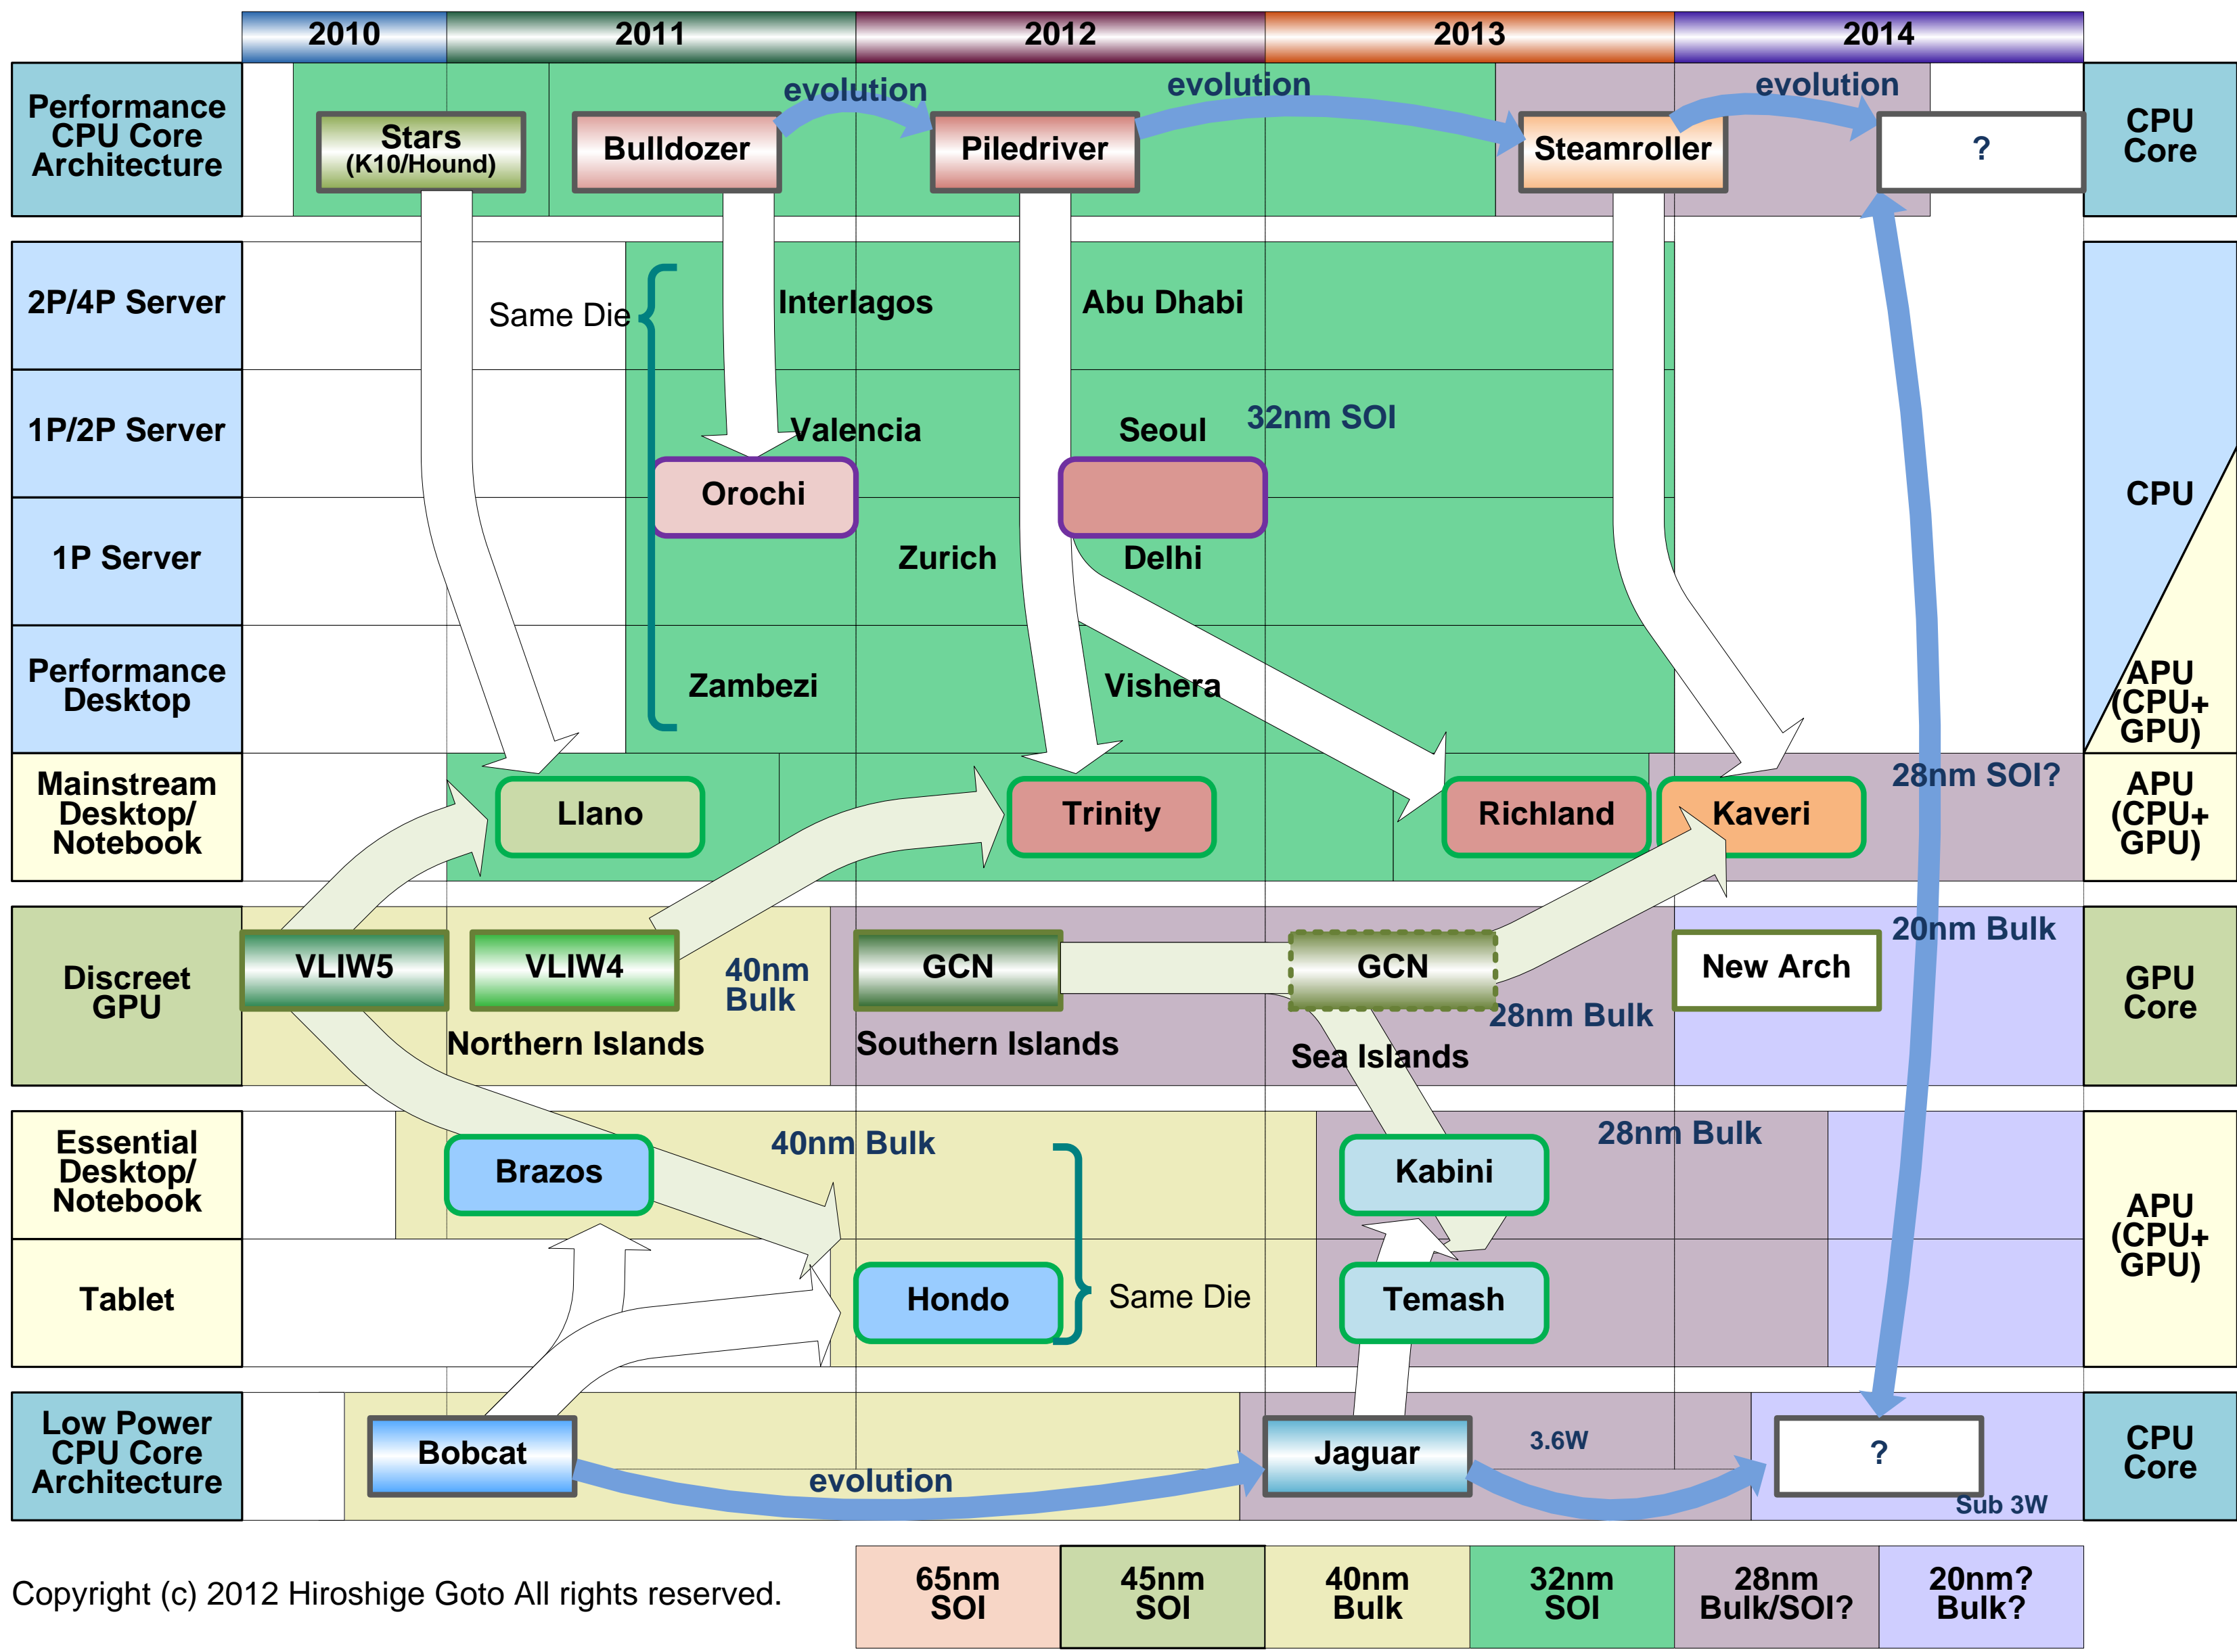 2010
2011
2012
2013
2014
Performance
CPU Core
Architecture
Stars
(K10/Hound)
Bulldozer
evolution
Piledriver
evolution
Steamroller
evolution
?
CPU
Core
2P/4P Server
Same Die
Interlagos
Abu Dhabi
1P/2P Server
Valencia
Seoul
32nm SOI
Orochi
CPU
1P Server
Zurich
Delhi
Performance
Desktop
Zambezi
Vishera
APU
(CPU+
GPU)
Mainstream
Desktop/
Notebook
Llano
Trinity
Richland
Kaveri
28nm SOI?
APU
(CPU+
GPU)
Discreet
GPU
VLIW5
VLIW4
40nm
Bulk
GCN
GCN
28nm Bulk
New Arch
20nm Bulk
GPU
Core
Northern Islands
Southern Islands
Sea Islands
Essential
Desktop/
Notebook
Brazos
40nm Bulk
Kabini
28nm Bulk
APU
(CPU+
GPU)
Tablet
Hondo
Same Die
Temash
Low Power
CPU Core
Architecture
Bobcat
evolution
Jaguar
3.6W
?
Sub 3W
CPU
Core
Copyright (c) 2012 Hiroshige Goto All rights reserved.
65nm
SOI
45nm
SOI
40nm
Bulk
32nm
SOI
28nm
Bulk/SOI?
20nm?
Bulk?